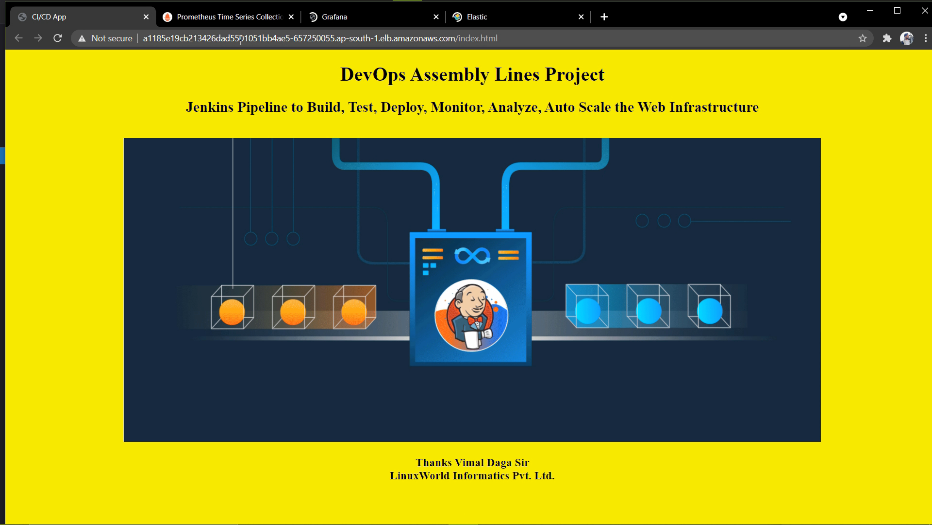 CI/CD App
Prometheus Time Series Collectic
Grafana
Elastic
Not secure
a1185e19cb213426dad5501051bb4ae5-657250055.ap-south-1.elb.amazonaws.com/index.html
DevOps Assembly Lines Project
Jenkins Pipeline to Build, Test, Deploy, Monitor, Analyze, Auto Scale the Web Infrastructure
Thanks Vimal Daga Sir
LinuxWorld Informatics Pvt. Ltd.